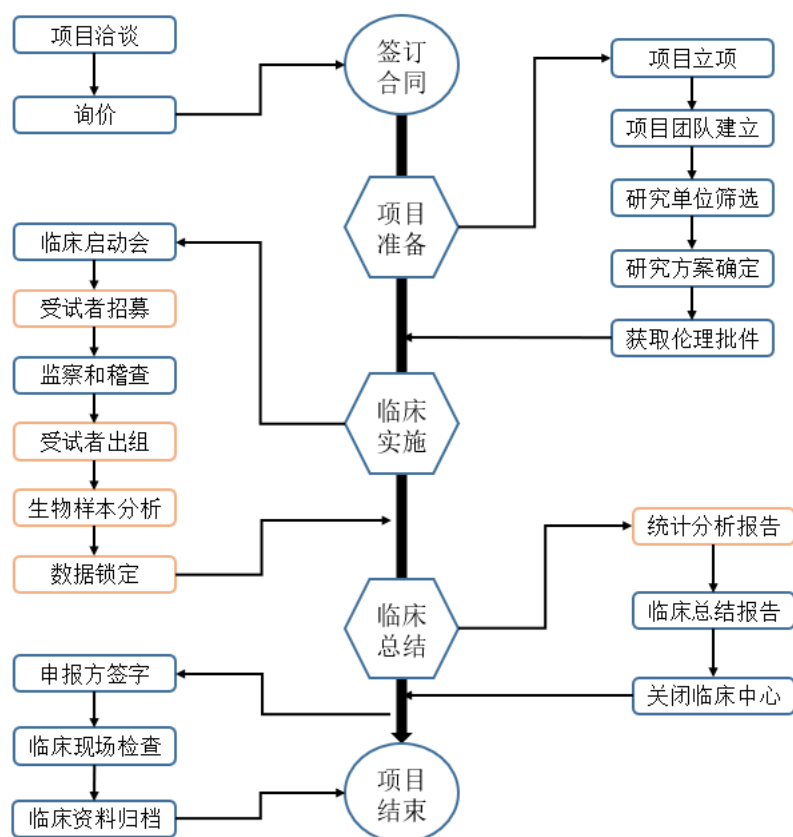 项目洽谈
询价
签订
合同
项目
准备
项目立项
项目团队建立
研究单位筛选
研究方案确定
获取伦理批件
临床
实施
临床启动会
受试者招募
监察和稽查
受试者出组
生物样本分析
数据锁定
临床
总结
统计分析报告
临床总结报告
关闭临床中心
申报方签字
临床现场检查
临床资料归档
项目
结束